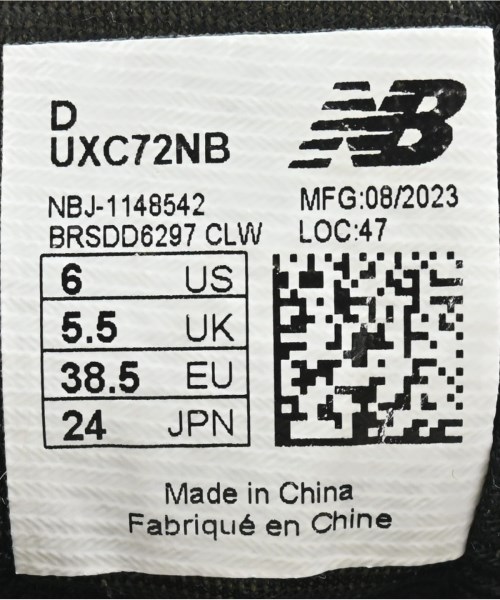 D
UXC72NB
NB
NBJ-1148542
MFG:08/2023
BRSDD6297 CLW
LOC:47
6 US
5.5 UK
38.5 EU
24 JPN
Made in China
Fabriqué en Chine